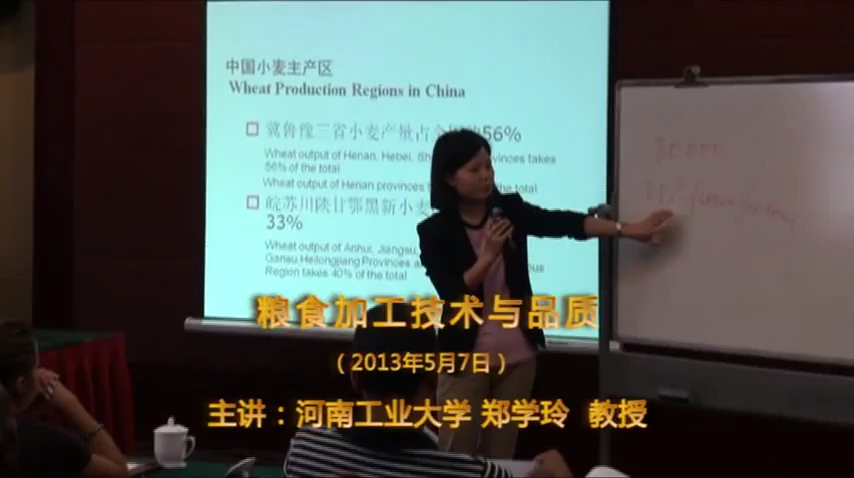 中国小麦主产区
Wheat Production Regions in China
冀鲁豫三省小麦产量占全国的56%
Wheat output of Henan, Hebei, Sh vinces takes
56% of the total
Wheat output of Henan provinces the total
皖苏川陕甘鄂黑新小麦
33%
Wheat output of Anhui, Jiangsu,
Gansu Heilongjiang Provinces a ous
Region takes 40% of the total
粮食加工技术与品质
（2013年5月7日）
主讲：河南工业大学 郑学玲 教授